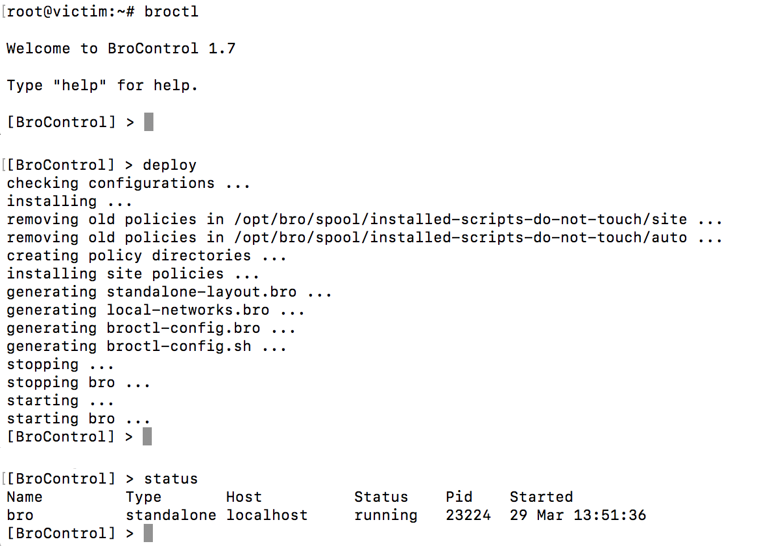 [root@victim:~# broctl
Welcome to BroControl 1.7
Type "help" for help.
[BroControl] >
[[BroControl] > deploy
checking configurations ...
installing ...
removing old policies in /opt/bro/spool/installed-scripts-do-not-touch/site ...
removing old policies in /opt/bro/spool/installed-scripts-do-not-touch/auto ...
creating policy directories ...
installing site policies ...
generating standalone-layout.bro ...
generating local-networks.bro ...
generating broctl-config.bro ...
generating broctl-config.sh ...
stopping ...
stopping bro ...
starting ...
starting bro ...
[BroControl] >
[[BroControl] > status
Name Type Host Status Pid Started
bro standalone localhost running 23224 29 Mar 13:51:36
[BroControl] >